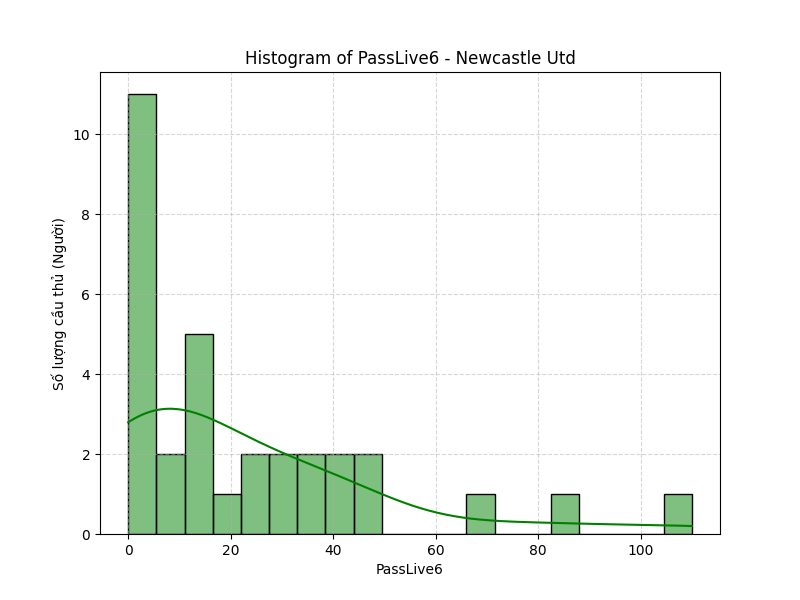 Histogram of PassLive6 - Newcastle Utd
Số lượng cầu thủ (Người)
10
8
6
4
2
0
0 20 40 60 80 100
PassLive6